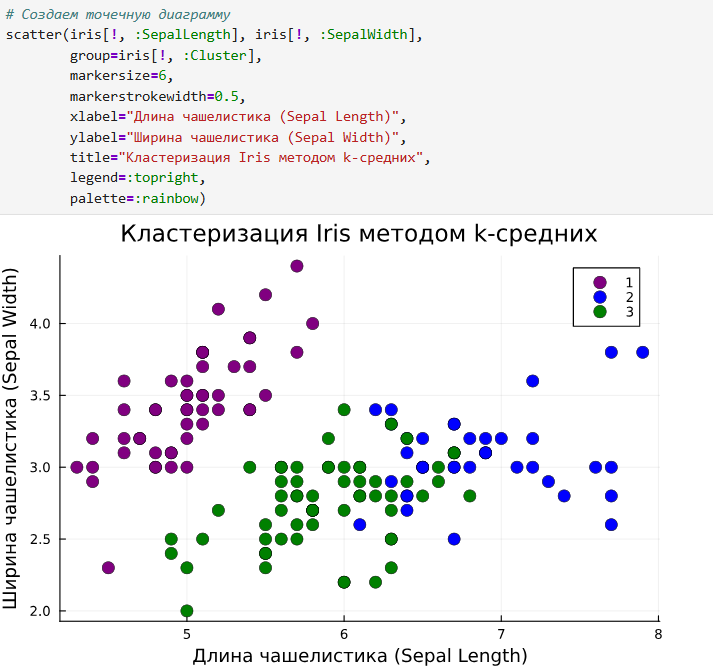 # Создаем точечную диаграмму
scatter(iris[!, :SepalLength], iris[!, :SepalWidth],
group=iris[!, :Cluster],
markersize=6,
markerstrokewidth=0.5,
xlabel="Длина чашелистика (Sepal Length)",
ylabel="Ширина чашелистика (Sepal Width)",
title="Кластеризация Iris методом k-средних",
legend=:topright,
palette=:rainbow)
Кластеризация Iris методом k-средних
Ширина чашелистика (Sepal Width)
4.0
3.5
3.0
2.5
2.0
1
2
3
5
6
7
8
Длина чашелистика (Sepal Length)